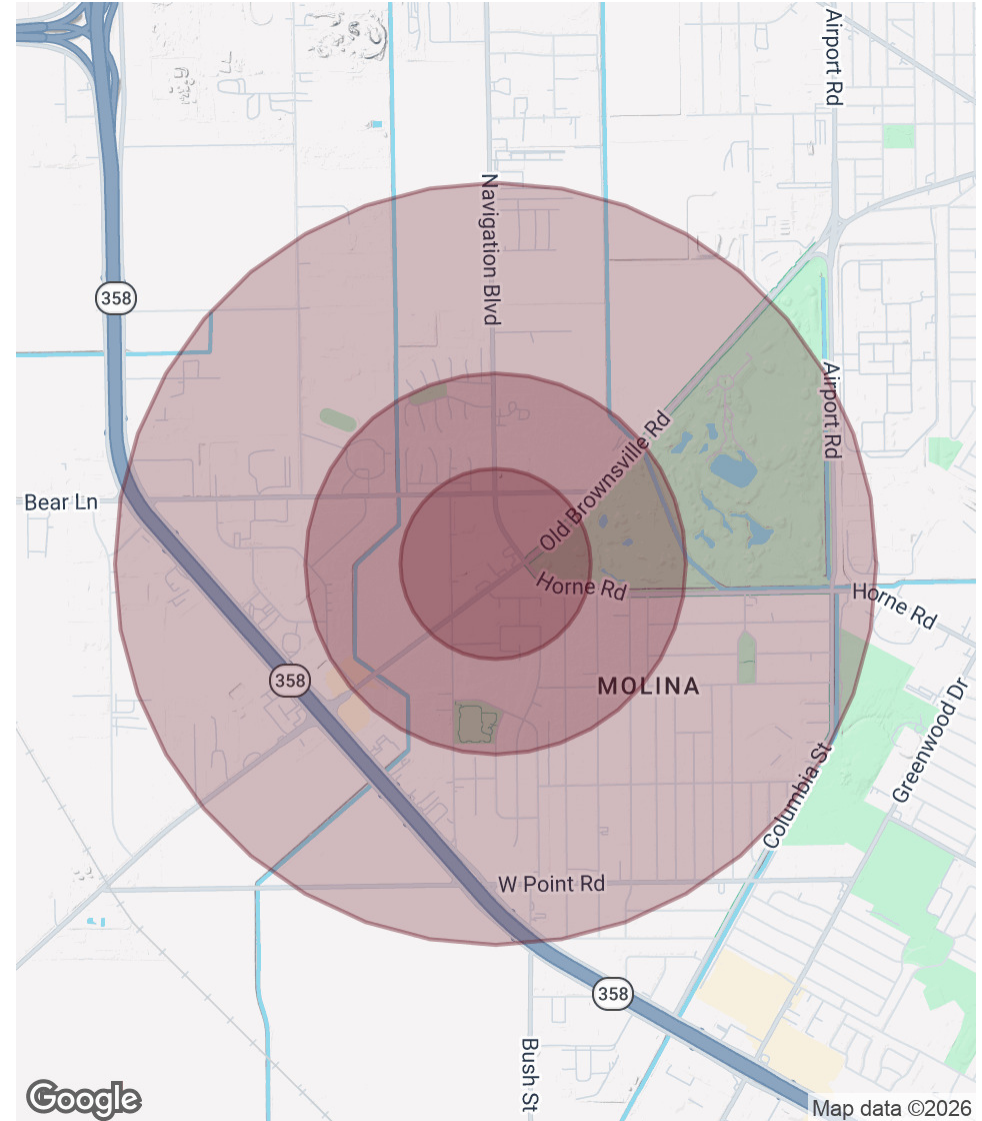 Airport Rd
Navigation Blvd
358
Airport Rd
Old Brownsville Rd
Bear Ln
Horne Rd
Horne Rd
358
MOLINA
Greenwood Dr
Columbia St
W Point Rd
358
Bush St
Google
Map data ©2026